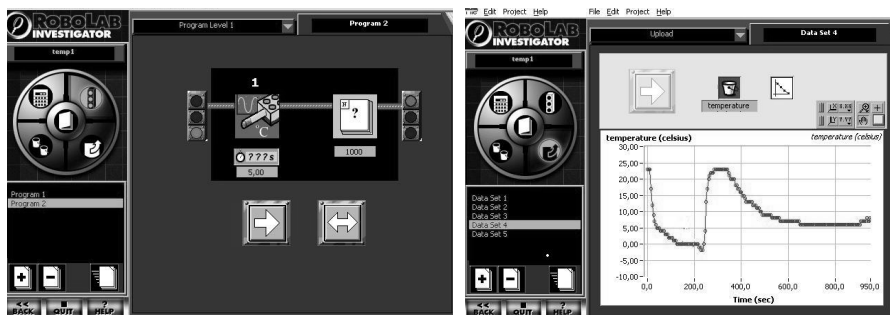 ROBOLAB
INVESTIGATOR
temp1
Program 1
Program 2
<<
BACK
QUIT
?
HELP
Program Level 1
Program 2
1
°C
???s
5,00
N
?
1000
Edit Project Help
File Edit Project Help
ROBOLAB
INVESTIGATOR
temp1
Data Set 1
Data Set 2
Data Set 3
Data Set 4
Data Set 5
<<
BACK
QUIT
?
HELP
Upload
Data Set 4
temperature
temperature (celsius)
temperature (celsius)
30,00
25,00
20,00
15,00
10,00
5,00
0,00
-5,00
-10,00
0,0 200,0 400,0 600,0 800,0 950,0
Time (sec)